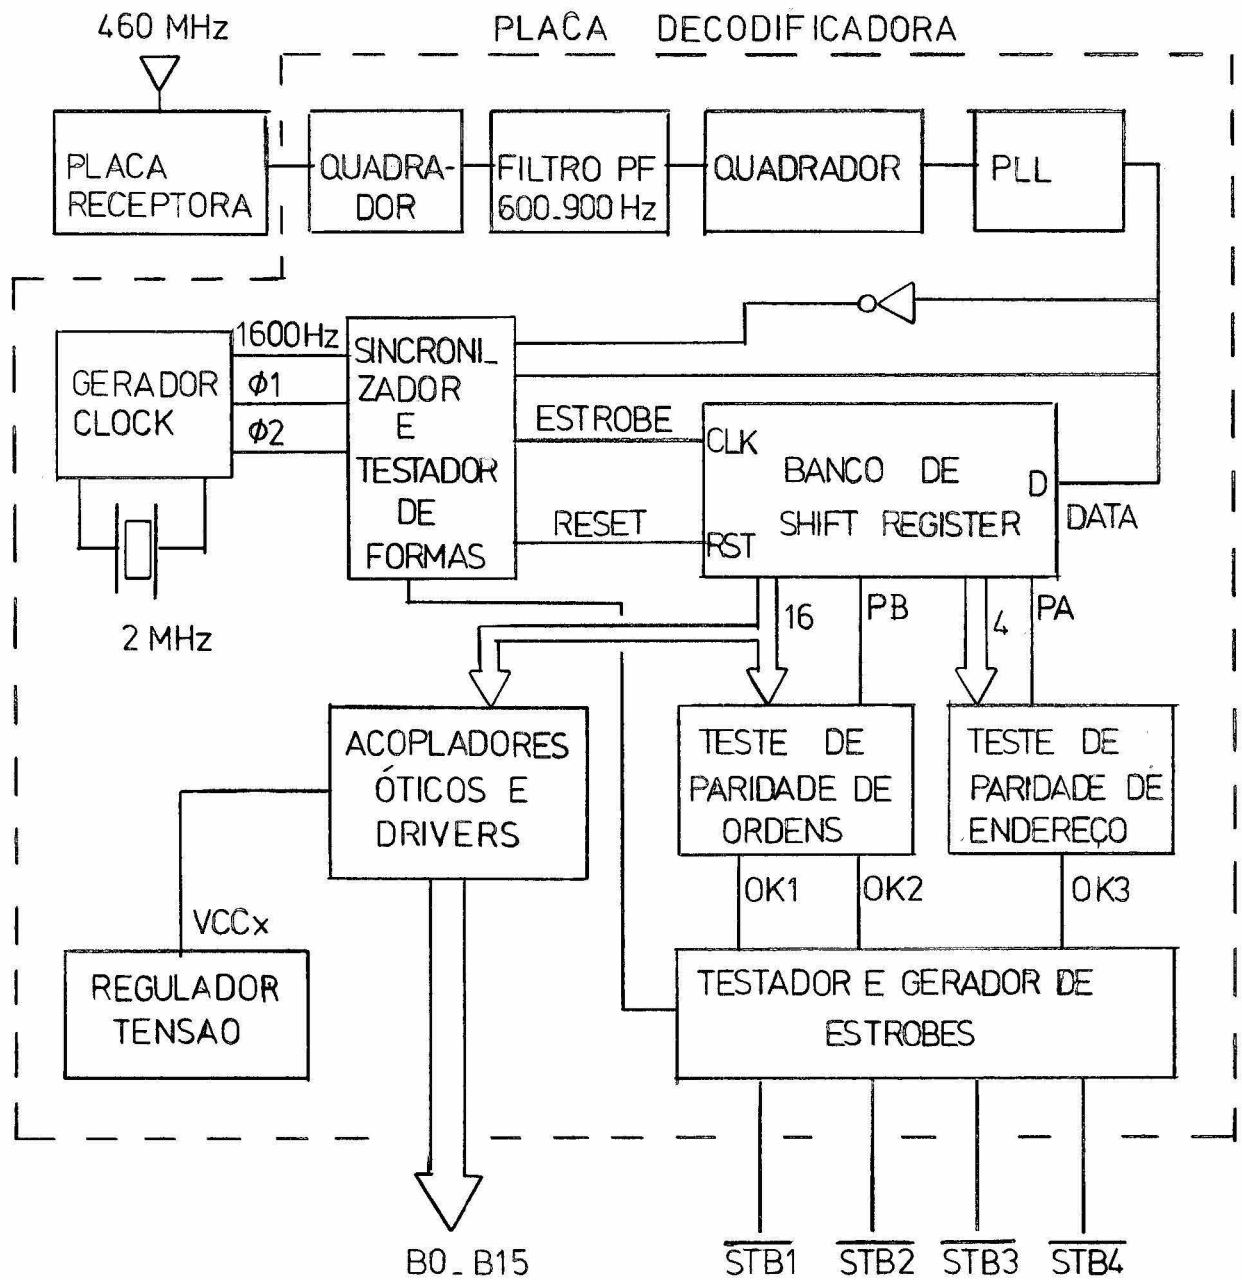 460 MHz
PLACA DECODIFICADORA
PLACA
RECEPTORA
QUADRA-
DOR
FILTRO PF
600_900 Hz
QUADRADOR
PLL
GERADOR
CLOCK
1600Hz
ϕ1
ϕ2
2 MHz
SINCRONI_
ZADOR
E
TESTADOR
DE
FORMAS
ESTROBE
RESET
CLK
RST
BANCO DE
SHIFT REGISTER
D
DATA
16
PB
4
PA
ACOPLADORES
ÓTICOS E
DRIVERS
TESTE DE
PARIDADE DE
ORDENS
TESTE DE
PARIDADE DE
ENDEREÇO
OK1
OK2
OK3
VCCx
REGULADOR
TENSAO
TESTADOR E GERADOR DE
ESTROBES
B0_B15
STB1
STB2
STB3
STB4